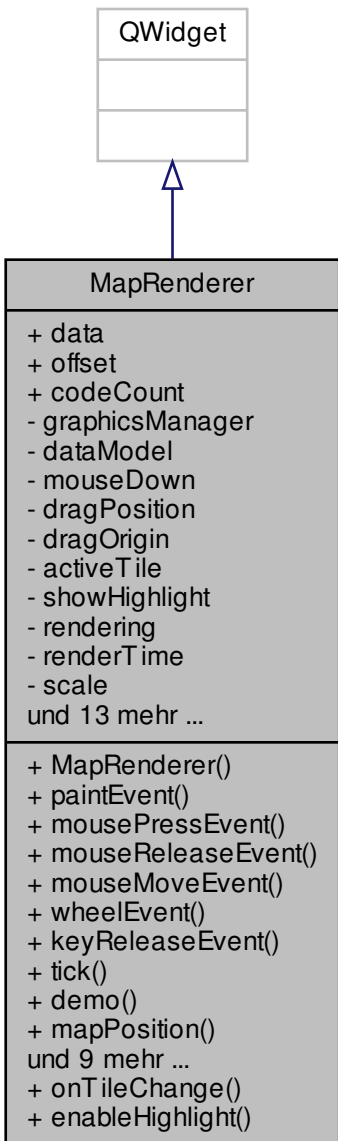 QWidget
MapRenderer
+ data
+ offset
+ codeCount
- graphicsManager
- dataModel
- mouseDown
- dragPosition
- dragOrigin
- activeTile
- showHighlight
- rendering
- renderTime
- scale
und 13 mehr ...
+ MapRenderer()
+ paintEvent()
+ mousePressEvent()
+ mouseReleaseEvent()
+ mouseMoveEvent()
+ wheelEvent()
+ keyReleaseEvent()
+ tick()
+ demo()
+ mapPosition()
und 9 mehr ...
+ onTileChange()
+ enableHighlight()